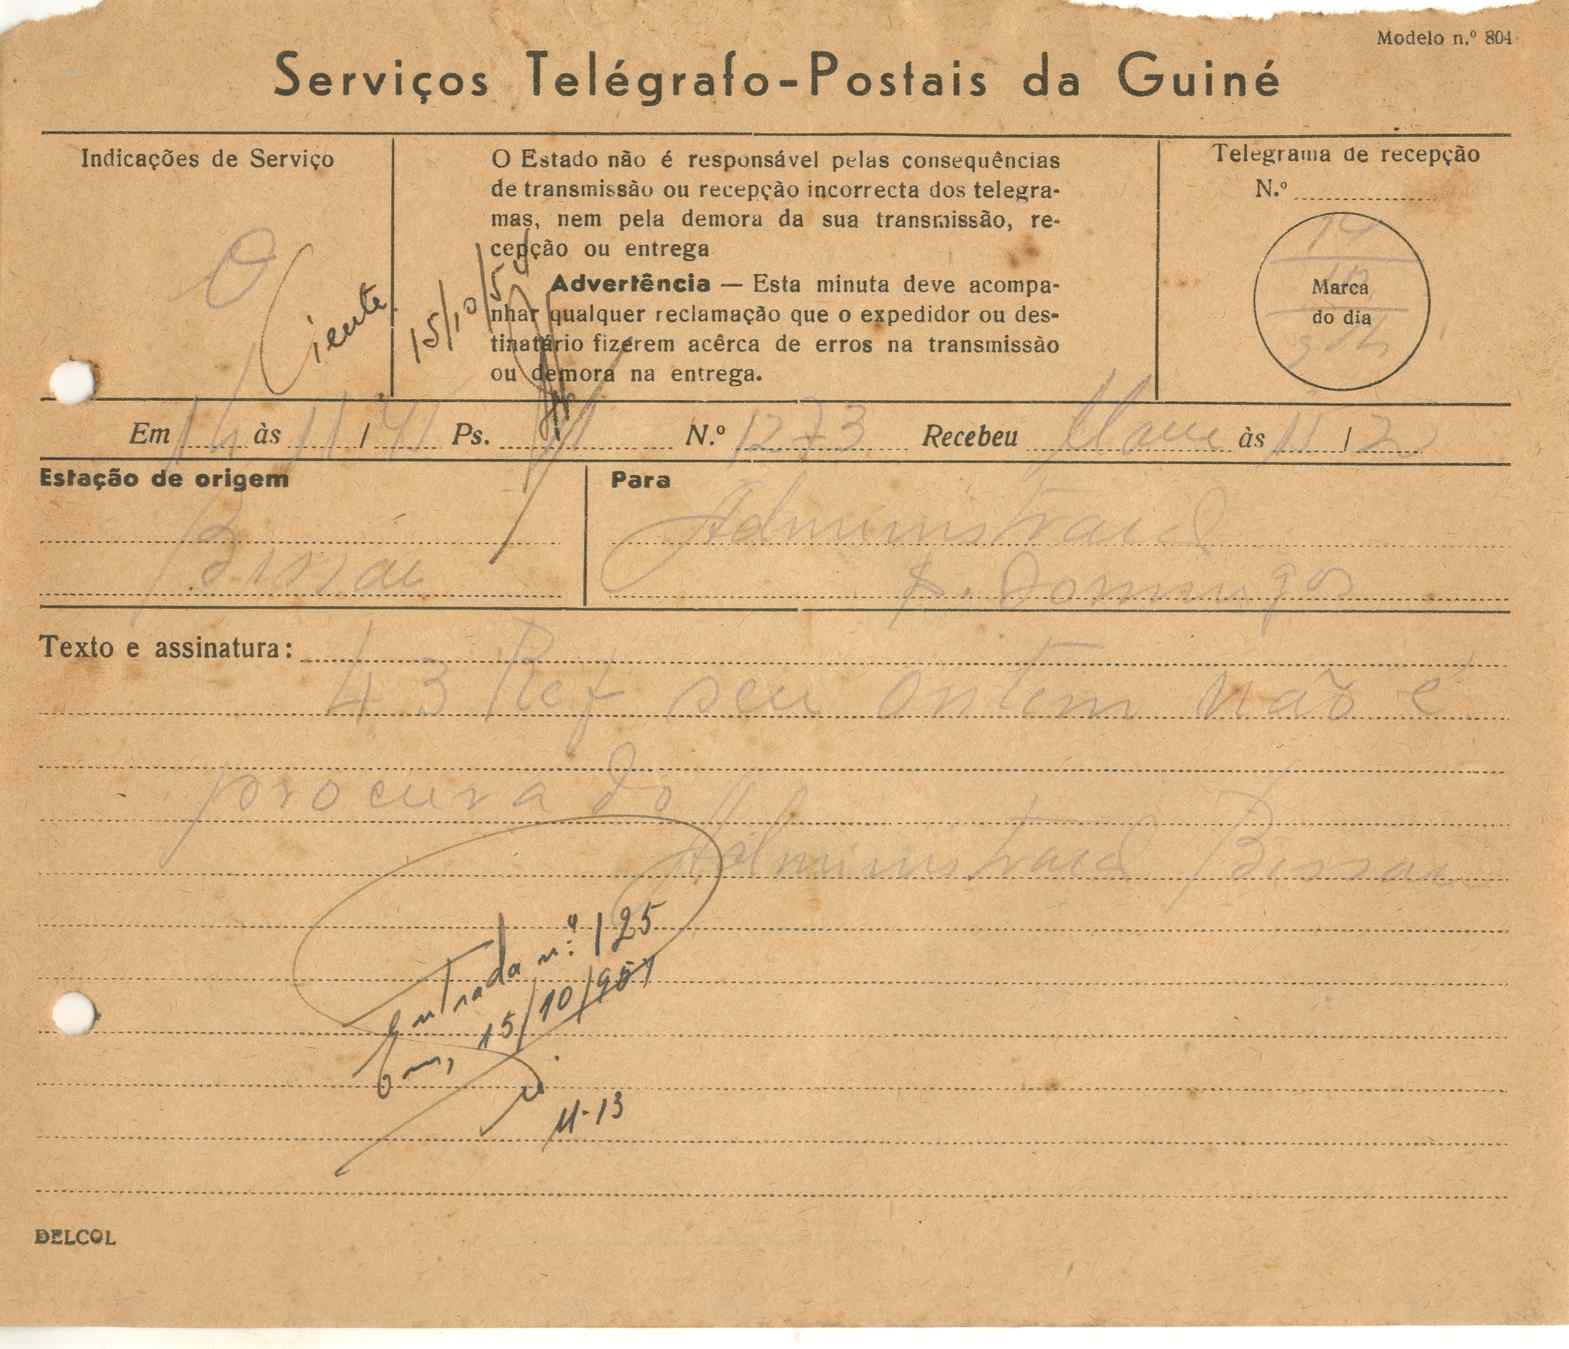 Modelo n.º 804
Serviços Telégrafo-Postais da Guiné
Indicações de Serviço
O
Ciente
15/10/54
O Estado não é responsável pelas consequências
de transmissão ou recepção incorrecta dos telegra-
mas, nem pela demora da sua transmissão, re-
cepção ou entrega
Advertência — Esta minuta deve acompa-
nhar qualquer reclamação que o expedidor ou des-
tinatário fizerem acêrca de erros na transmissão
ou demora na entrega.
Telegrama de recepção
N.º
Marca
do dia
Em 14 às 11/41 Ps. N.º 1273 Recebeu às /
Estação de origem
Bissau
Para
Administração
S. Domingos
Texto e assinatura:
43 Ref seu ontem não é
procurado
Administração Bissau
Entrada n.º 125
Em, 15/10/954
M-13
DELCOL